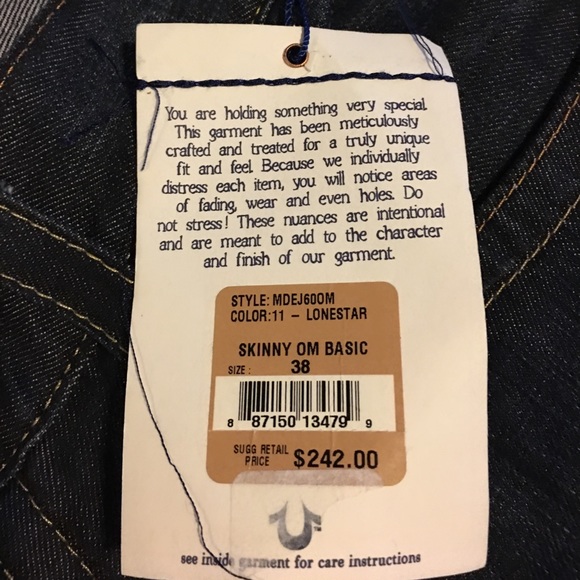 You are holding something very special.
This garment has been meticulously
crafted and treated for a truly unique
fit and feel. Because we individually
distress each item, you will notice areas
of fading, wear and even holes. Do
not stress! These nuances are intentional
and are meant to add to the character
and finish of our garment.
STYLE: MDEJ60OM
COLOR:11 - LONESTAR
SKINNY OM BASIC
SIZE: 38
8 87150 13479 9
SUGG RETAIL
PRICE $242.00
see inside garment for care instructions